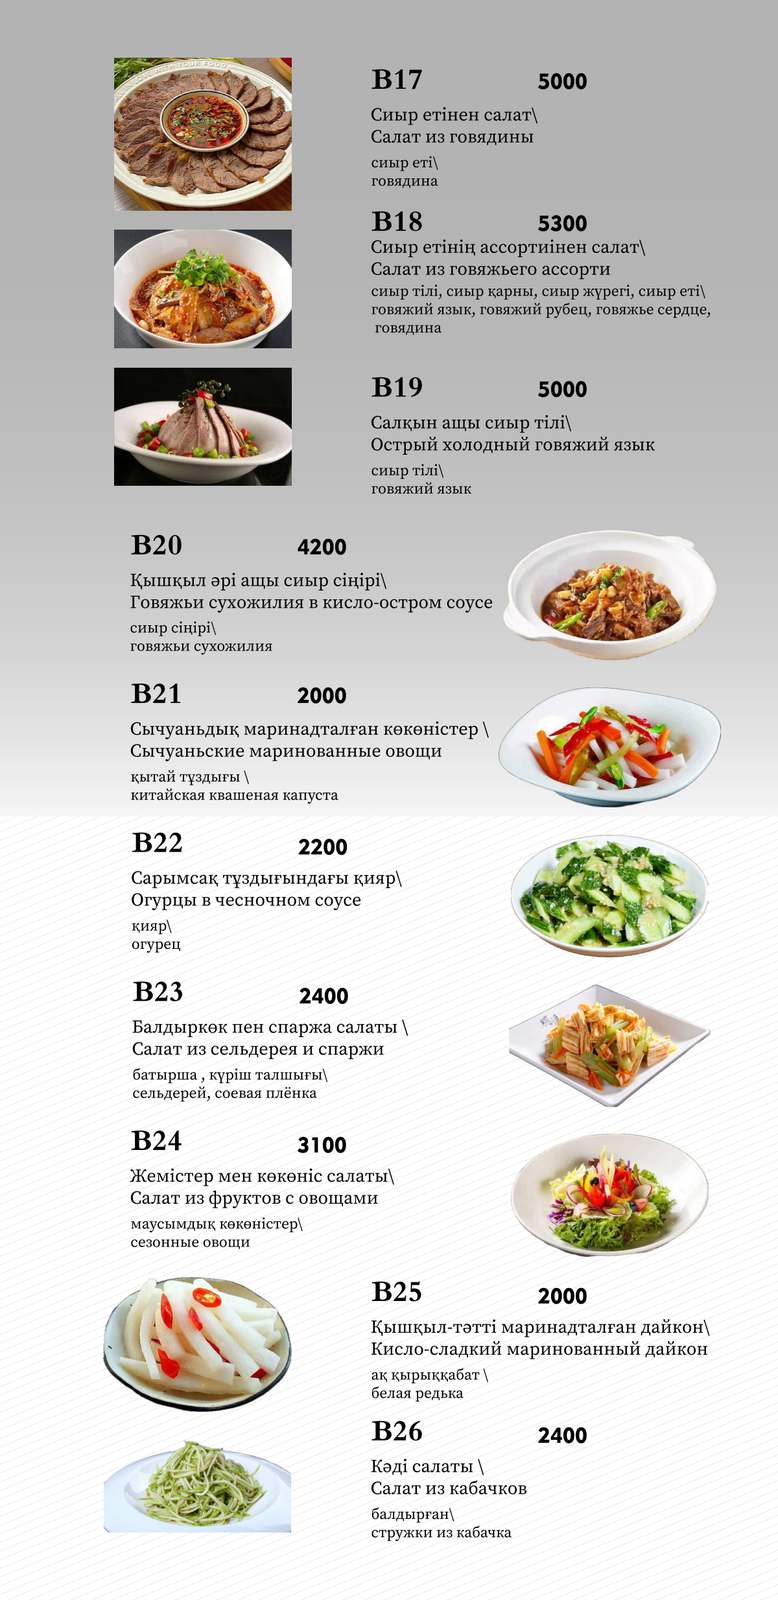 B17 5000
Сиыр етінен салат\
Салат из говядины
сиыр еті\
говядина
B18 5300
Сиыр етінің ассортиінен салат\
Салат из говяжьего ассорти
сиыр тілі, сиыр қарны, сиыр жүрегі, сиыр еті\
говяжий язык, говяжий рубец, говяжье сердце,
говядина
B19 5000
Салқын ащы сиыр тілі\
Острый холодный говяжий язык
сиыр тілі\
говяжий язык
B20 4200
Қышқыл әрі ащы сиыр сіңірі\
Говяжьи сухожилия в кисло-остром соусе
сиыр сіңірі\
говяжьи сухожилия
B21 2000
Сычуаньдық маринадталған көкөністер \
Сычуаньские маринованные овощи
қытай тұздығы \
китайская квашеная капуста
B22 2200
Сарымсақ тұздығындағы қияр\
Огурцы в чесночном соусе
қияр\
огурец
B23 2400
Балдыркөк пен спаржа салаты \
Салат из сельдерея и спаржи
батырша , күріш талшығы\
сельдерей, соевая плёнка
B24 3100
Жемістер мен көкөніс салаты\
Салат из фруктов с овощами
маусымдық көкөністер\
сезонные овощи
B25 2000
Қышқыл-тәтті маринадталған дайкон\
Кисло-сладкий маринованный дайкон
ақ қырыққабат \
белая редька
B26 2400
Кәді салаты \
Салат из кабачков
балдырған\
стружки из кабачка